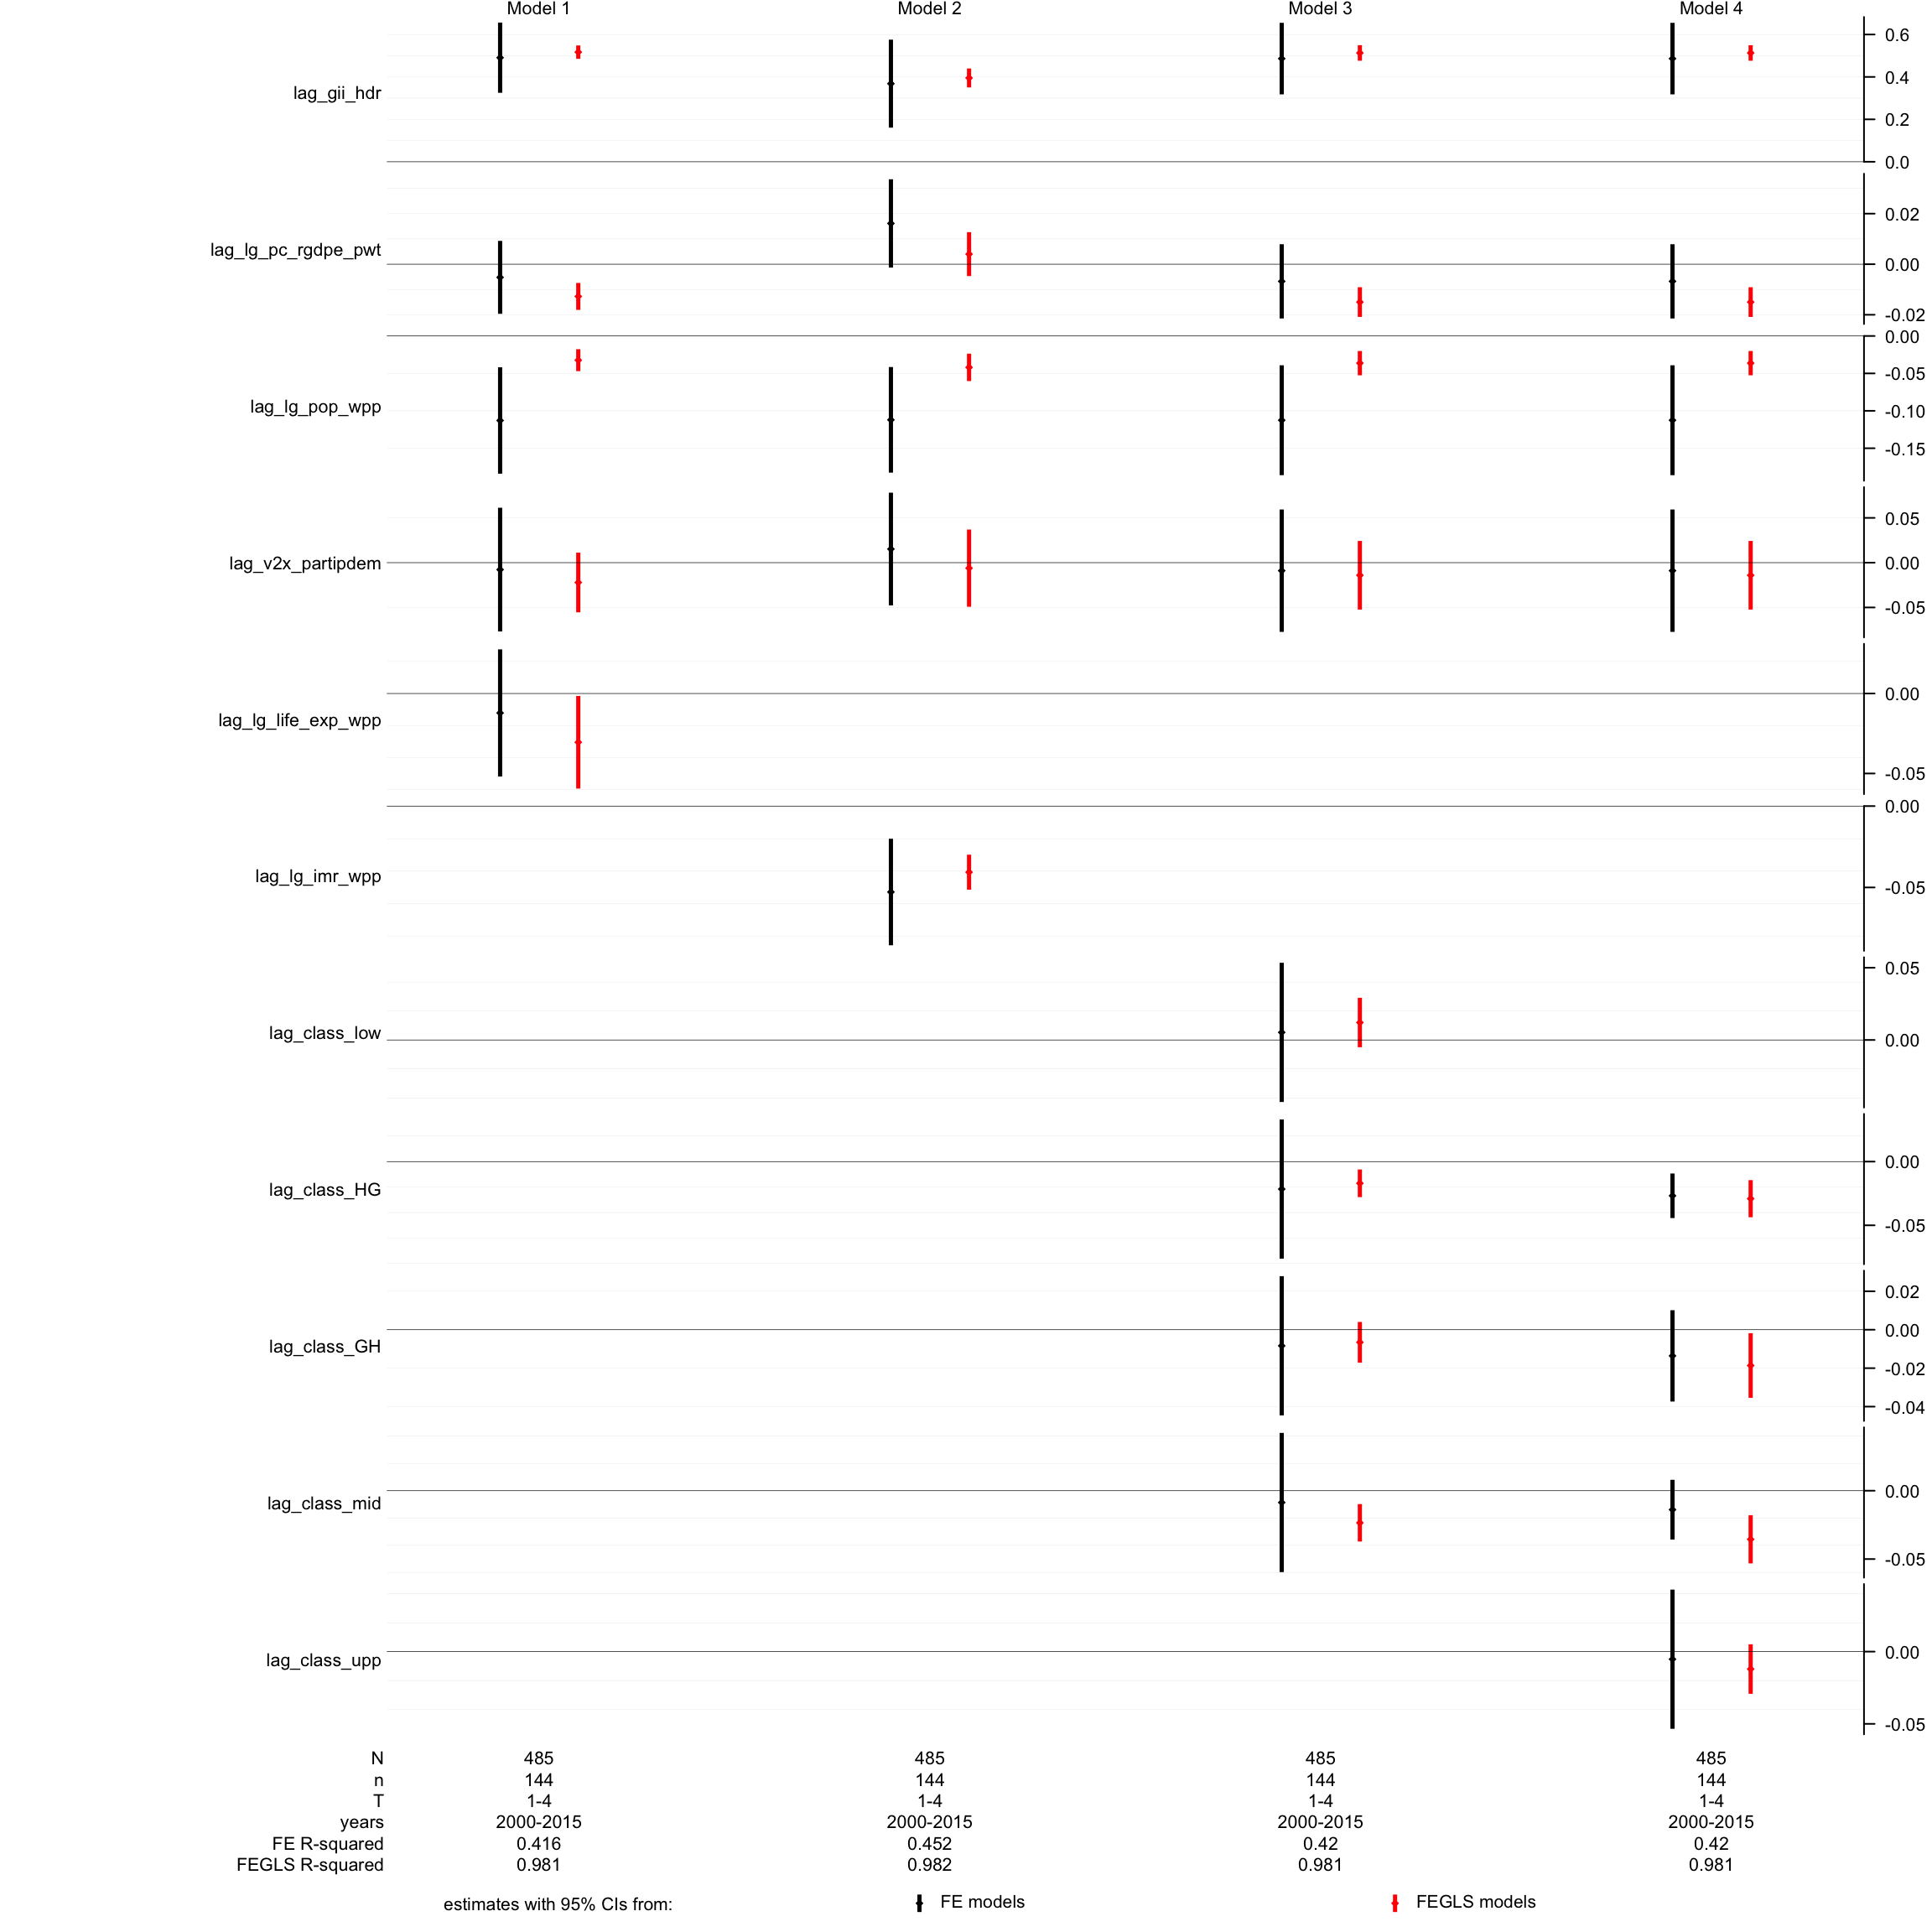 Model 1 Model 2 Model 3 Model 4
lag_gii_hdr
0.6
0.4
0.2
0.0
lag_lg_pc_rgdpe_pwt
0.02
0.00
-0.02
lag_lg_pop_wpp
0.00
-0.05
-0.10
-0.15
lag_v2x_partipdem
0.05
0.00
-0.05
lag_lg_life_exp_wpp
0.00
-0.05
lag_lg_imr_wpp
0.00
-0.05
lag_class_low
0.05
0.00
lag_class_HG
0.00
-0.05
lag_class_GH
0.02
0.00
-0.02
-0.04
lag_class_mid
0.00
-0.05
lag_class_upp
0.00
-0.05
N 485 485 485 485
n 144 144 144 144
T 1-4 1-4 1-4 1-4
years 2000-2015 2000-2015 2000-2015 2000-2015
FE R-squared 0.416 0.452 0.42 0.42
FEGLS R-squared 0.981 0.982 0.981 0.981
estimates with 95% CIs from: FE models FEGLS models